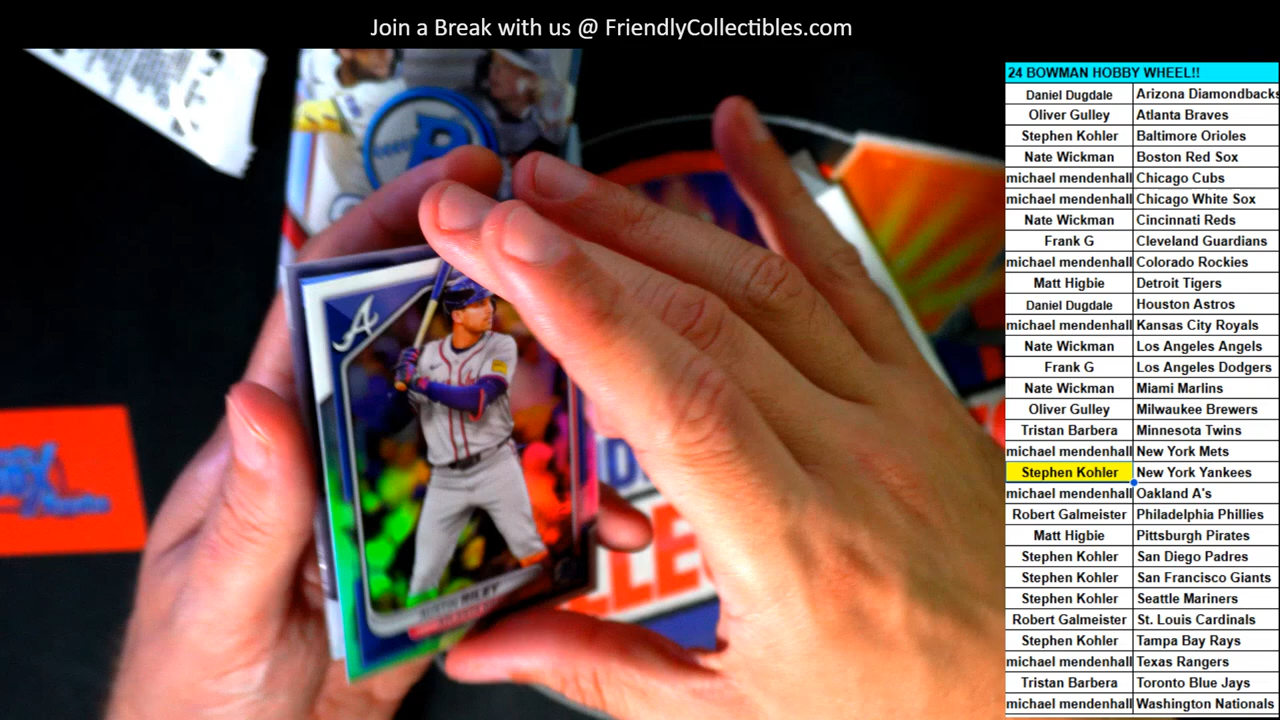 Join a Break with us @ FriendlyCollectibles.com
24 BOWMAN HOBBY WHEEL!!
Daniel Dugdale Arizona Diamondbacks
Oliver Gulley Atlanta Braves
Stephen Kohler Baltimore Orioles
Nate Wickman Boston Red Sox
michael mendenhall Chicago Cubs
michael mendenhall Chicago White Sox
Nate Wickman Cincinnati Reds
Frank G Cleveland Guardians
michael mendenhall Colorado Rockies
Matt Higbie Detroit Tigers
Daniel Dugdale Houston Astros
michael mendenhall Kansas City Royals
Nate Wickman Los Angeles Angels
Frank G Los Angeles Dodgers
Nate Wickman Miami Marlins
Oliver Gulley Milwaukee Brewers
Tristan Barbera Minnesota Twins
michael mendenhall New York Mets
Stephen Kohler New York Yankees
michael mendenhall Oakland A's
Robert Galmeister Philadelphia Phillies
Matt Higbie Pittsburgh Pirates
Stephen Kohler San Diego Padres
Stephen Kohler San Francisco Giants
Stephen Kohler Seattle Mariners
Robert Galmeister St. Louis Cardinals
Stephen Kohler Tampa Bay Rays
michael mendenhall Texas Rangers
Tristan Barbera Toronto Blue Jays
michael mendenhall Washington Nationals
A
B
RILEY